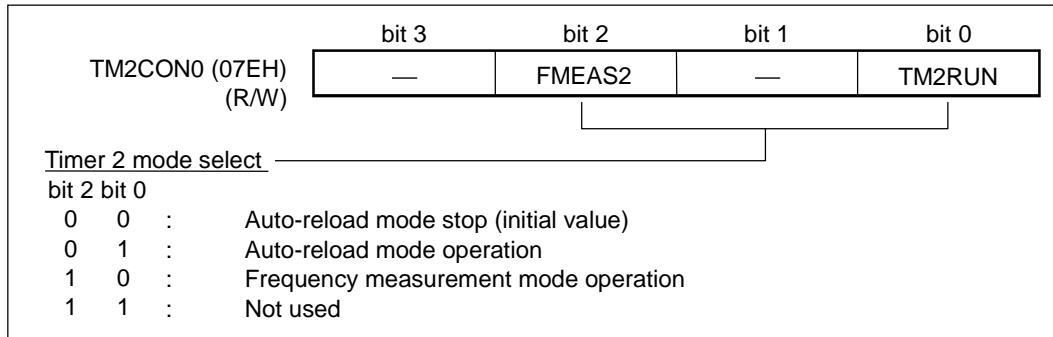 bit 3 bit 2 bit 1 bit 0
TM2CON0 (07EH) — FMEAS2 — TM2RUN
(R/W)
Timer 2 mode select
bit 2 bit 0
0 0 : Auto-reload mode stop (initial value)
0 1 : Auto-reload mode operation
1 0 : Frequency measurement mode operation
1 1 : Not used